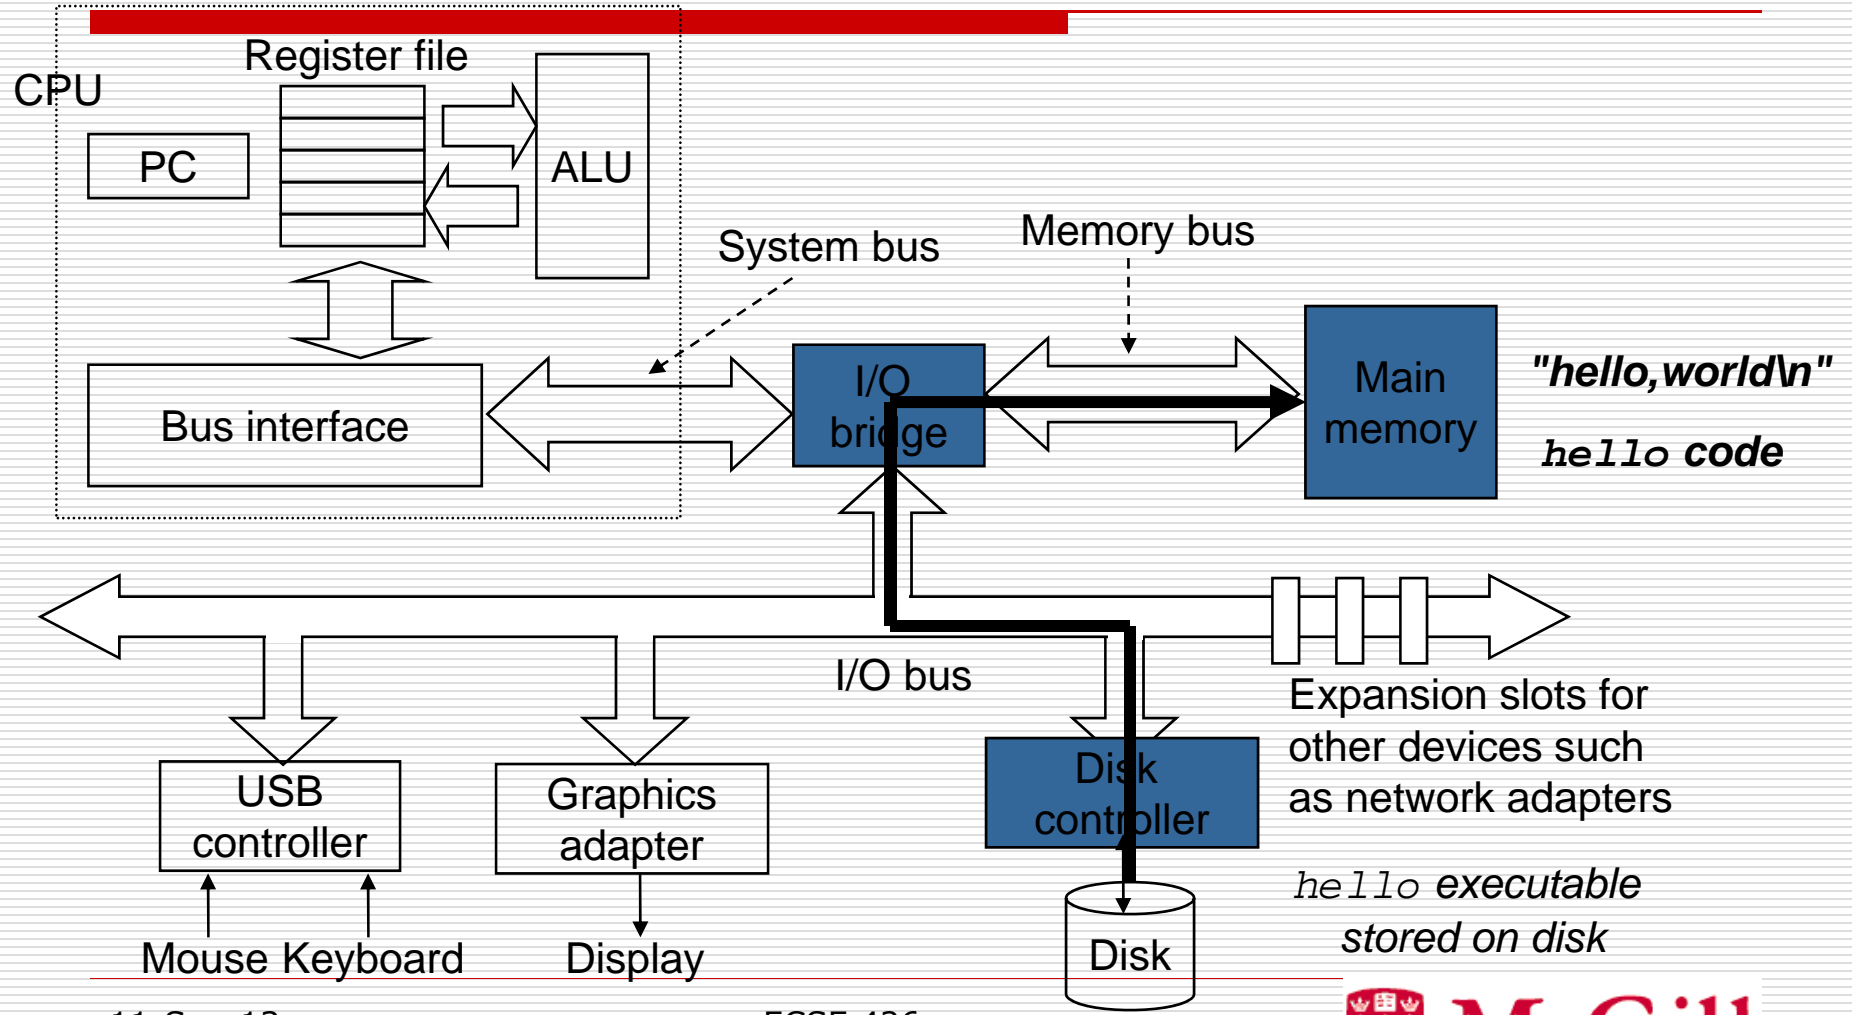 Register file
CPU
PC
ALU
System bus
Memory bus
Bus interface
I/O
bridge
Main
memory
"hello,world\n"
hello code
I/O bus
Expansion slots for
other devices such
as network adapters
USB
controller
Graphics
adapter
Disk
controller
hello executable
stored on disk
Mouse Keyboard
Display
Disk
McGill